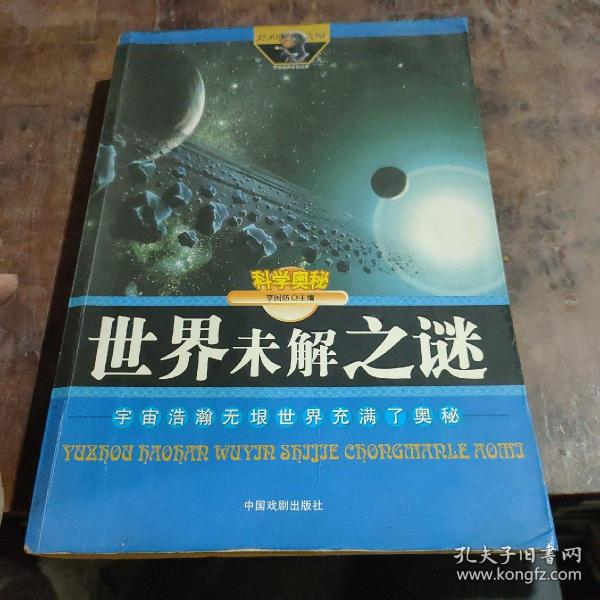 科学奥秘
李国防◎主编
世界未解之谜
宇宙浩瀚无垠世界充满了奥秘
YUZHOU HAOHAN WUYIN SHIJIE CHONGMANLE AOMI
中国戏剧出版社
孔夫子旧书网
www.kongfz.com